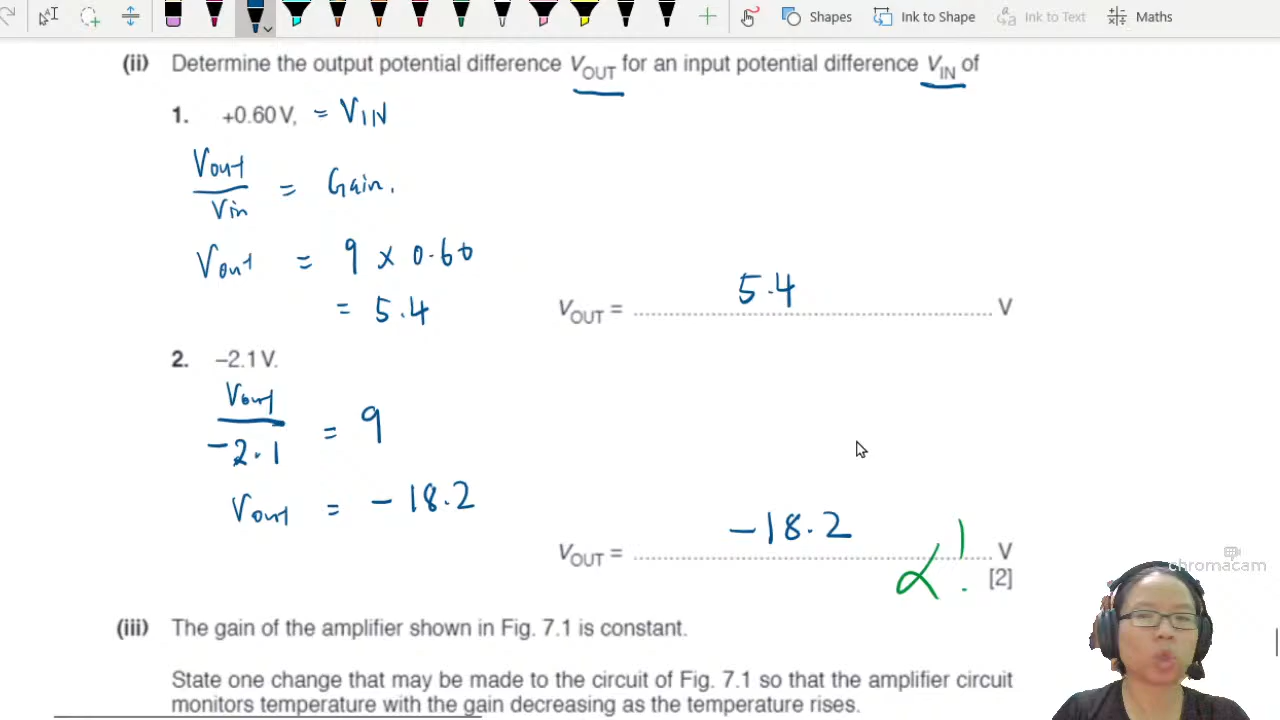 Shapes Ink to Shape Ink to Text Maths
(ii) Determine the output potential difference VOUT for an input potential difference VIN of
1. +0.60 V, = VIN
Vout
Vin
= Gain.
Vout = 9 × 0.60
= 5.4
VOUT = 5.4 V
2. –2.1 V.
Vout
-2.1
= 9
Vout = -18.2
VOUT = -18.2 V
[2]
!
chromacam
(iii) The gain of the amplifier shown in Fig. 7.1 is constant.
State one change that may be made to the circuit of Fig. 7.1 so that the amplifier circuit
monitors temperature with the gain decreasing as the temperature rises.